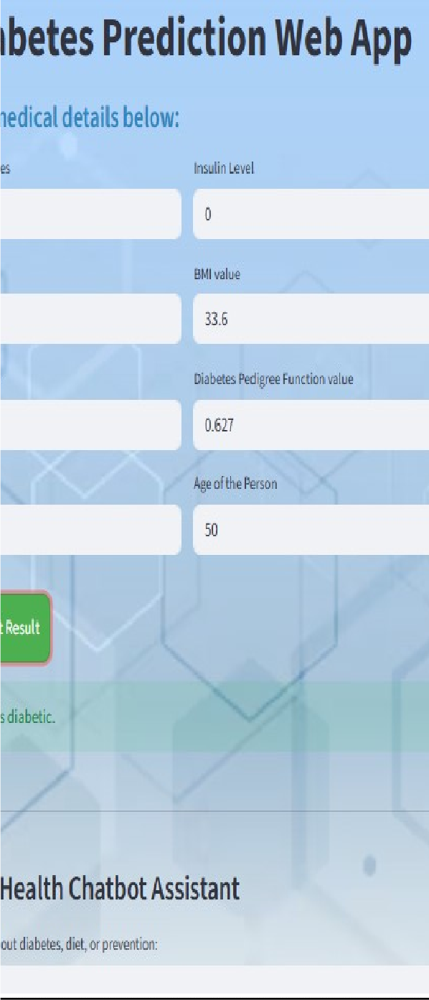 abetes Prediction Web App
medical details below:
es
Insulin Level
0
BMI value
33.6
Diabetes Pedigree Function value
0.627
Age of the Person
50
t Result
s diabetic.
Health Chatbot Assistant
out diabetes, diet, or prevention: